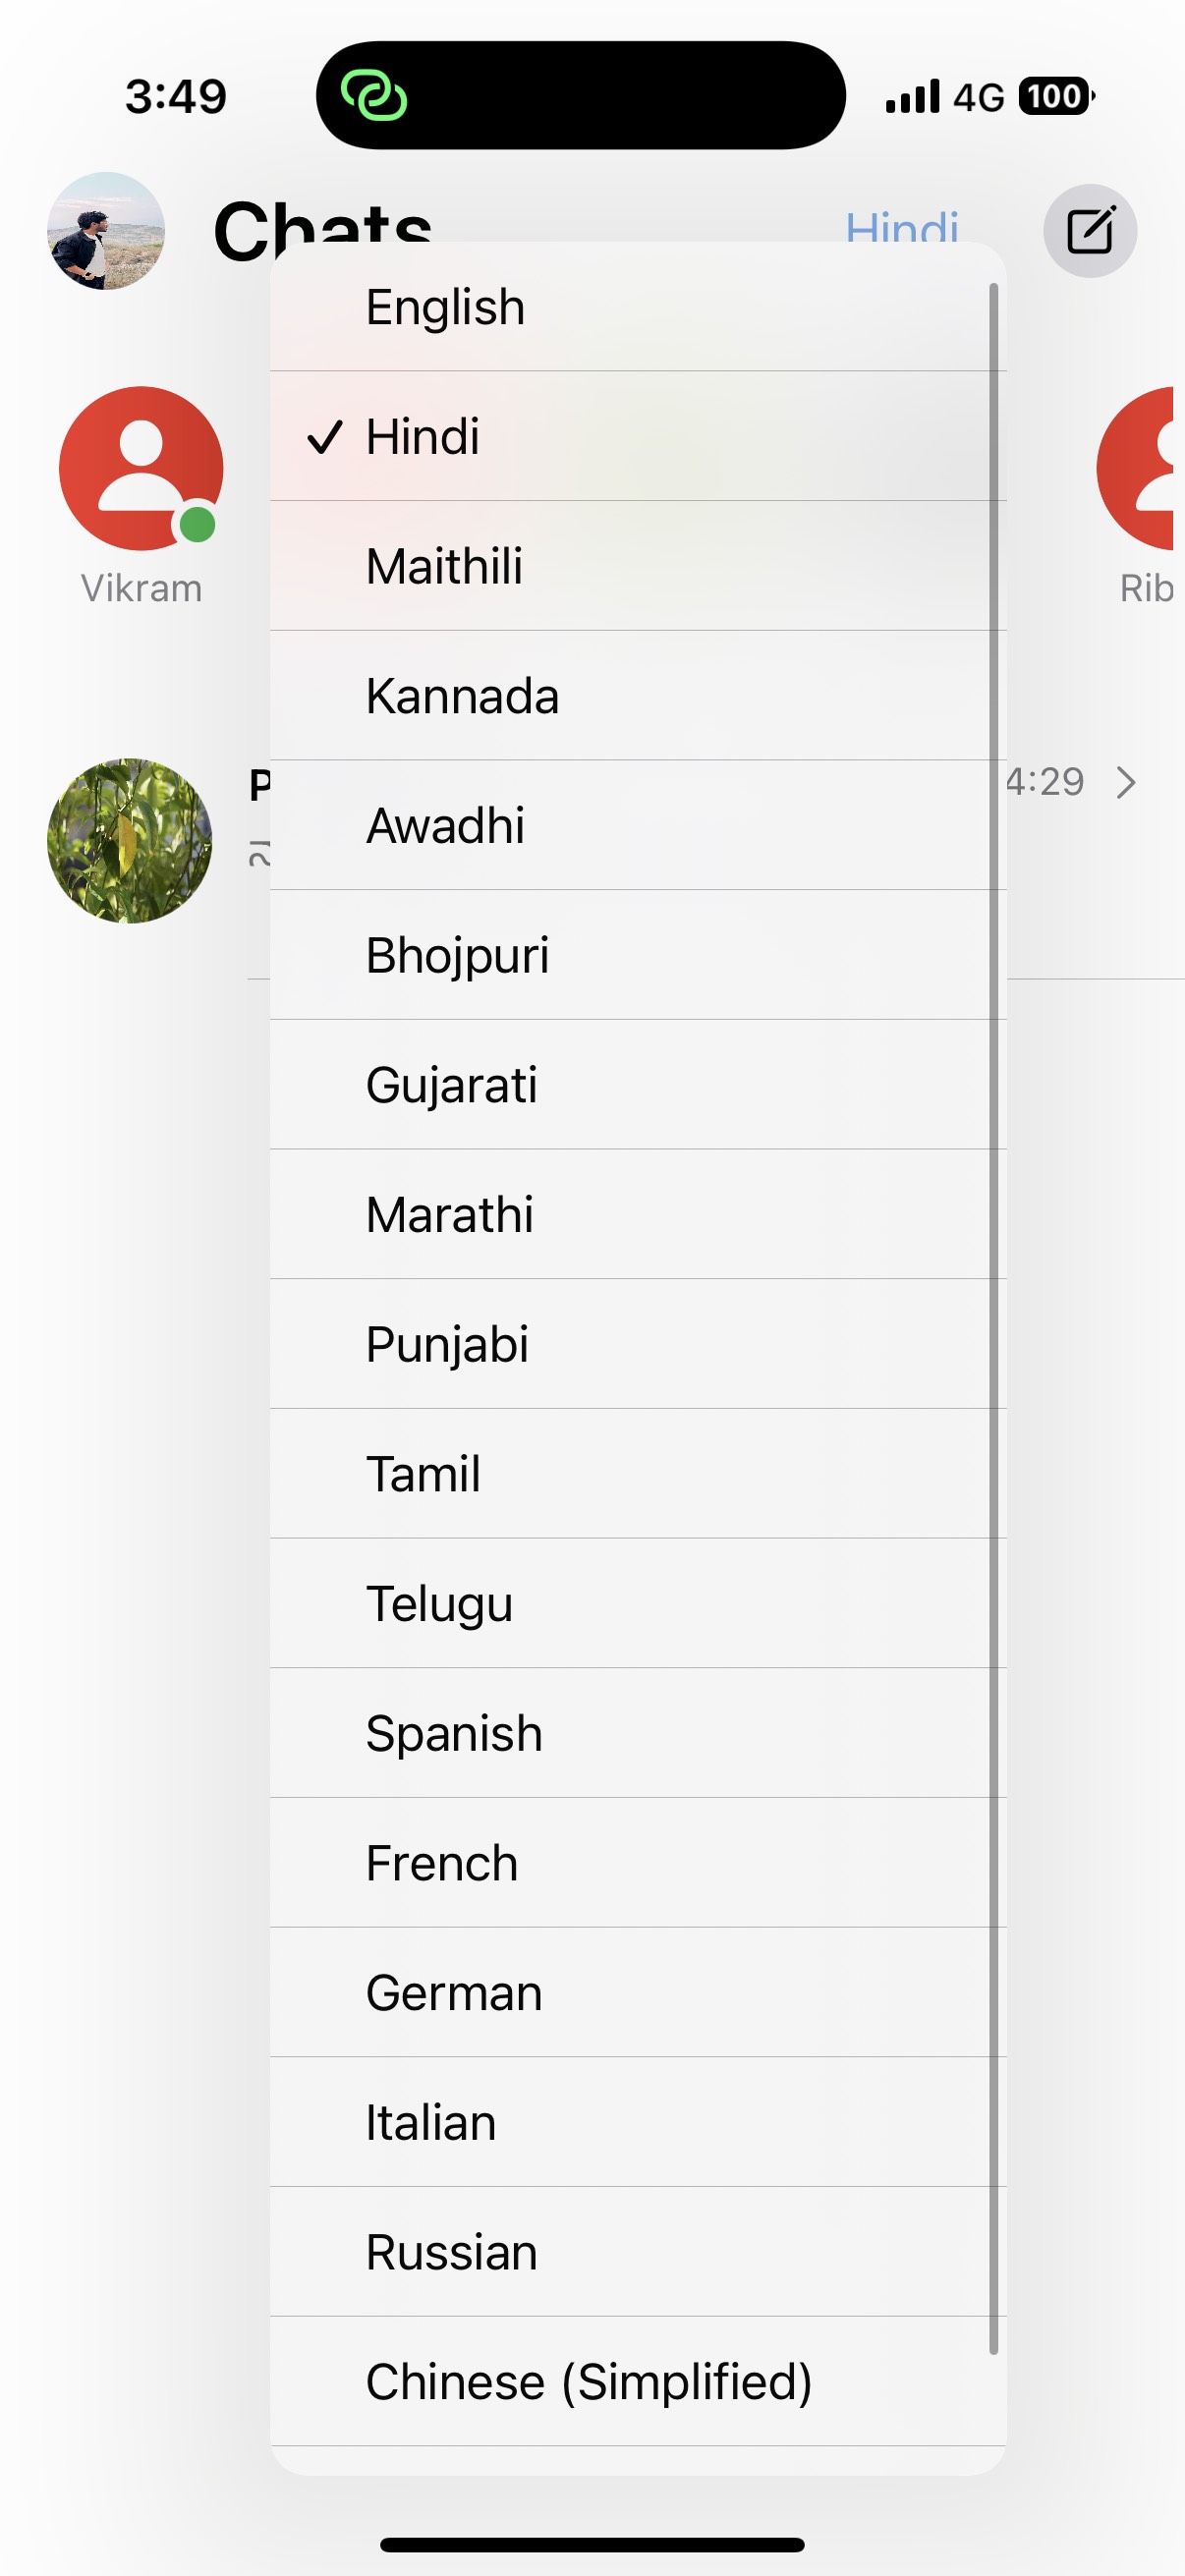 3:49
4G 100
Chats
Hindi
English
Hindi
Maithili
Kannada
Awadhi
Bhojpuri
Gujarati
Marathi
Punjabi
Tamil
Telugu
Spanish
French
German
Italian
Russian
Chinese (Simplified)
Vikram
Rib
P
4:29